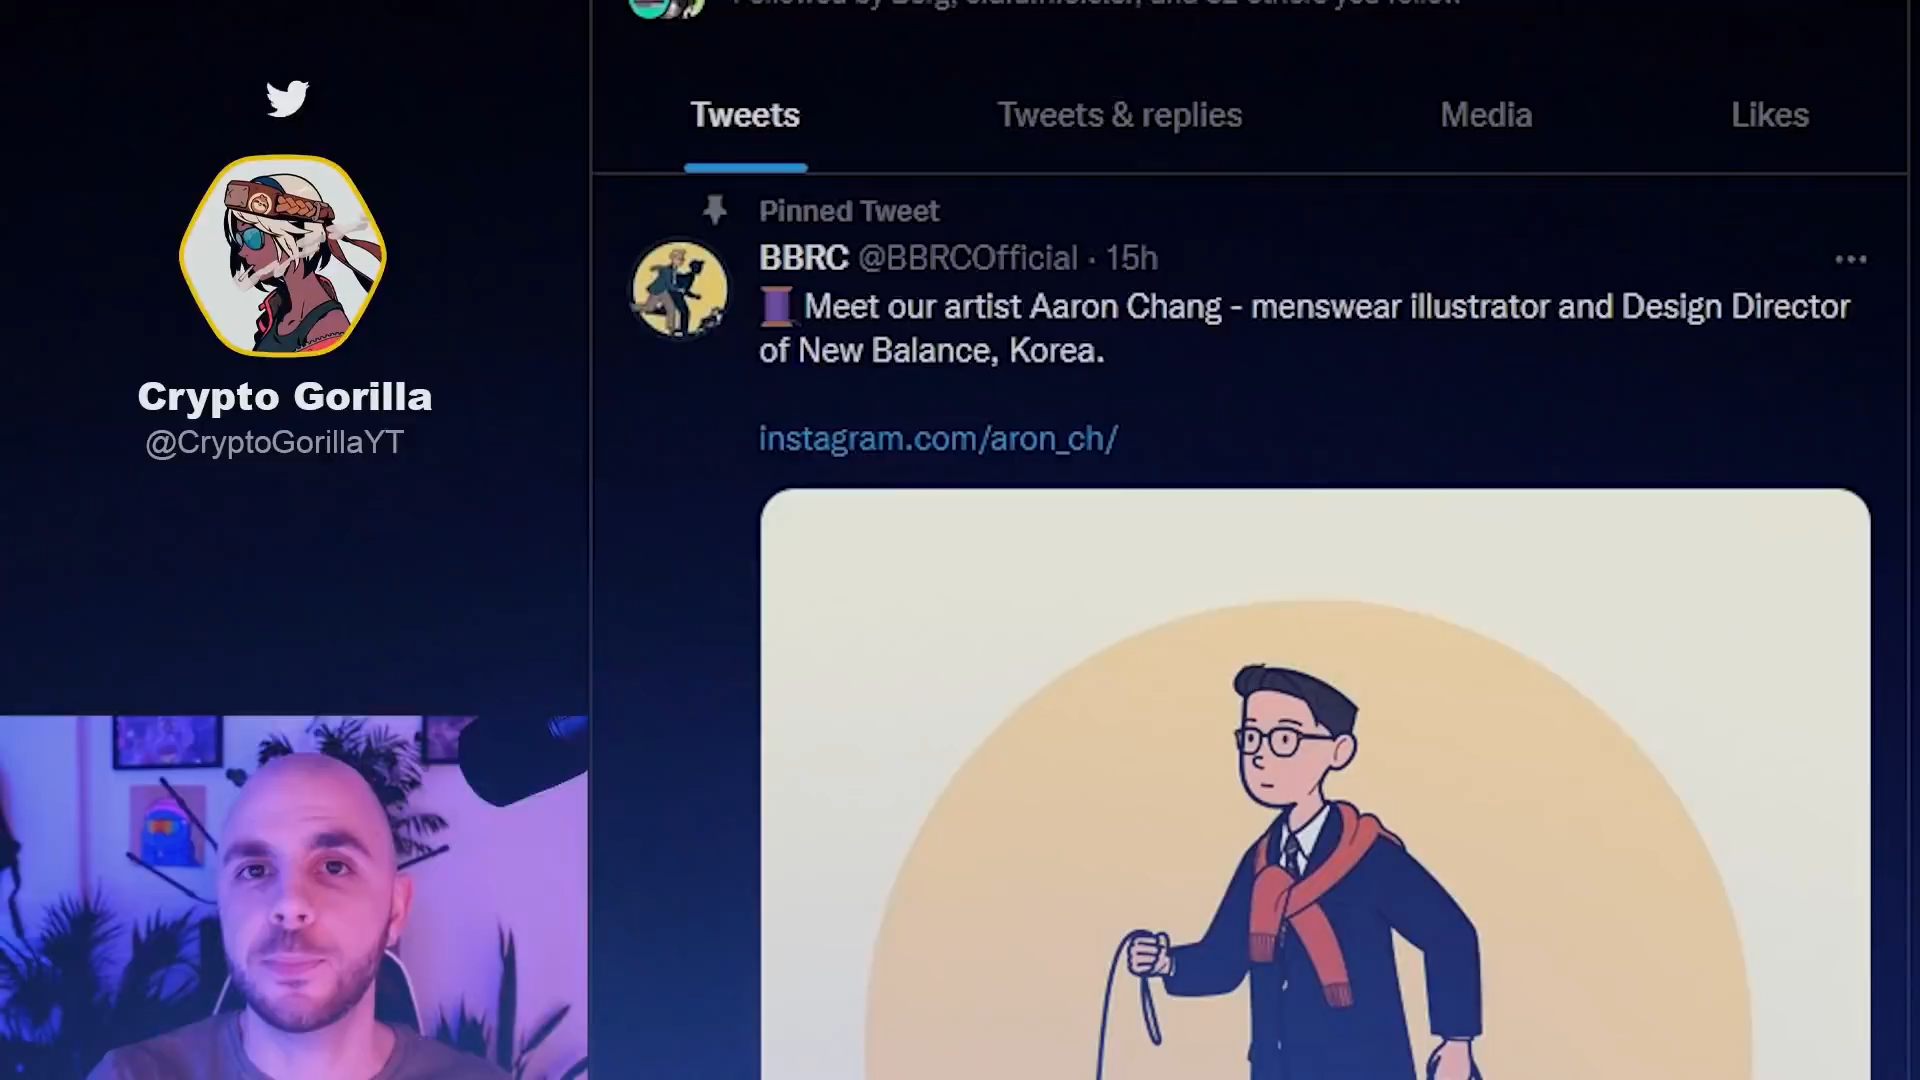 Tweets
Tweets & replies
Media
Likes
Pinned Tweet
BBRC @BBRCOfficial · 15h
Meet our artist Aaron Chang - menswear illustrator and Design Director
of New Balance, Korea.
instagram.com/aron_ch/
Crypto Gorilla
@CryptoGorillaYT